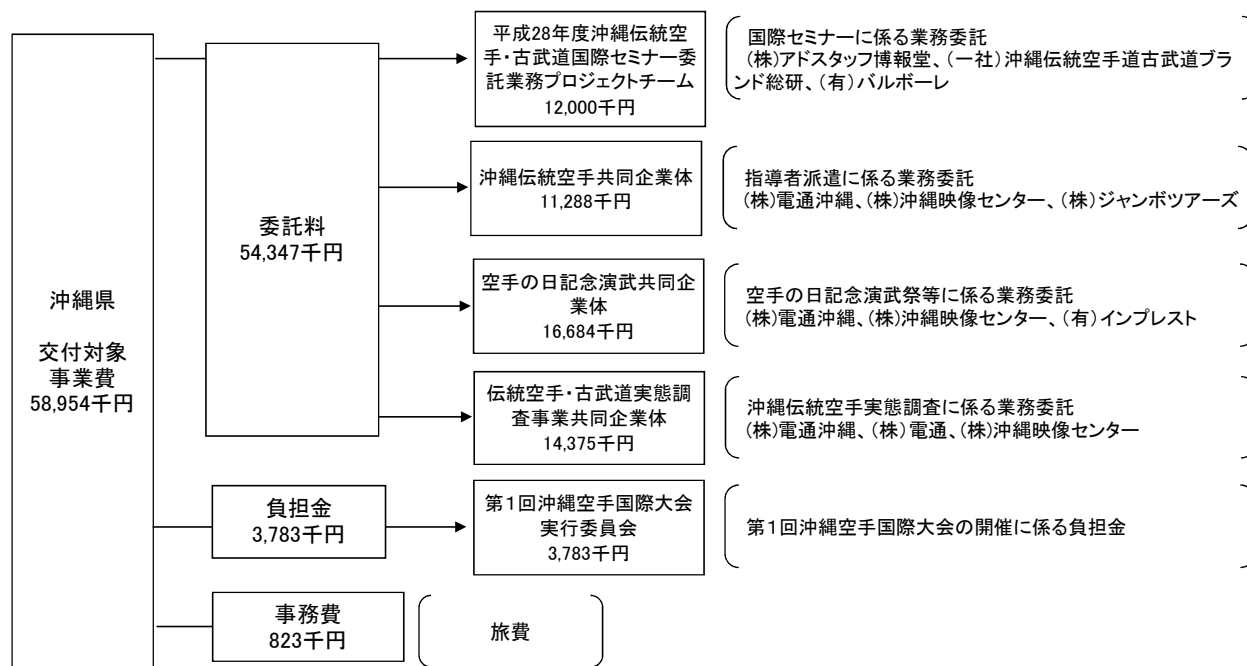 沖縄県
交付対象
事業費
58,954千円
委託料
54,347千円
平成28年度沖縄伝統空
手・古武道国際セミナー委
託業務プロジェクトチーム
12,000千円
国際セミナーに係る業務委託
(株)アドスタッフ博報堂、(一社)沖縄伝統空手道古武道ブラ
ンド総研、(有)バルボーレ
沖縄伝統空手共同企業体
11,288千円
指導者派遣に係る業務委託
(株)電通沖縄、(株)沖縄映像センター、(株)ジャンボツアーズ
空手の日記念演武共同企
業体
16,684千円
空手の日記念演武祭等に係る業務委託
(株)電通沖縄、(株)沖縄映像センター、(有)インプレスト
伝統空手・古武道実態調
査事業共同企業体
14,375千円
沖縄伝統空手実態調査に係る業務委託
(株)電通沖縄、(株)電通、(株)沖縄映像センター
負担金
3,783千円
第1回沖縄空手国際大会
実行委員会
3,783千円
第1回沖縄空手国際大会の開催に係る負担金
事務費
823千円
旅費